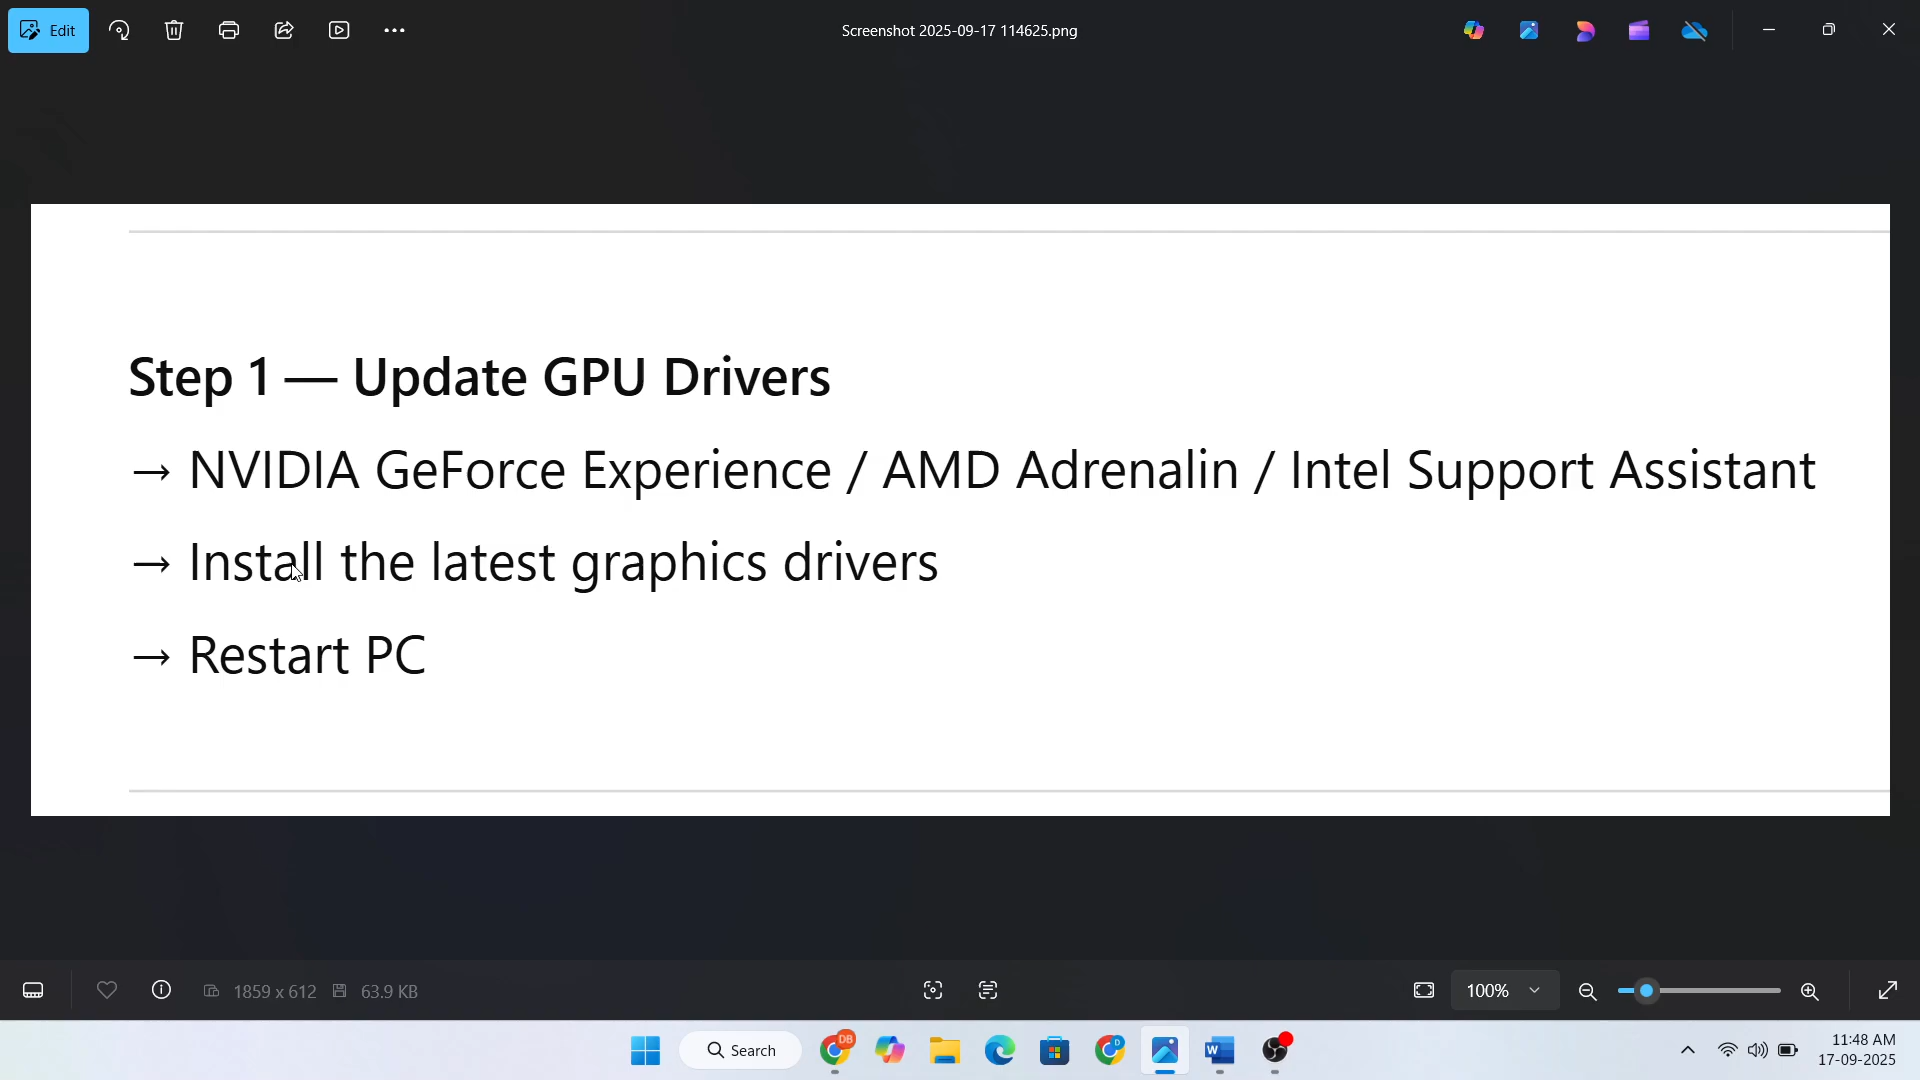 Edit
Screenshot 2025-09-17 114625.png
Step 1 — Update GPU Drivers
→ NVIDIA GeForce Experience / AMD Adrenalin / Intel Support Assistant
→ Install the latest graphics drivers
→ Restart PC
1859 x 612 63.9 KB 100%
Search DB D 11:48 AM
17-09-2025